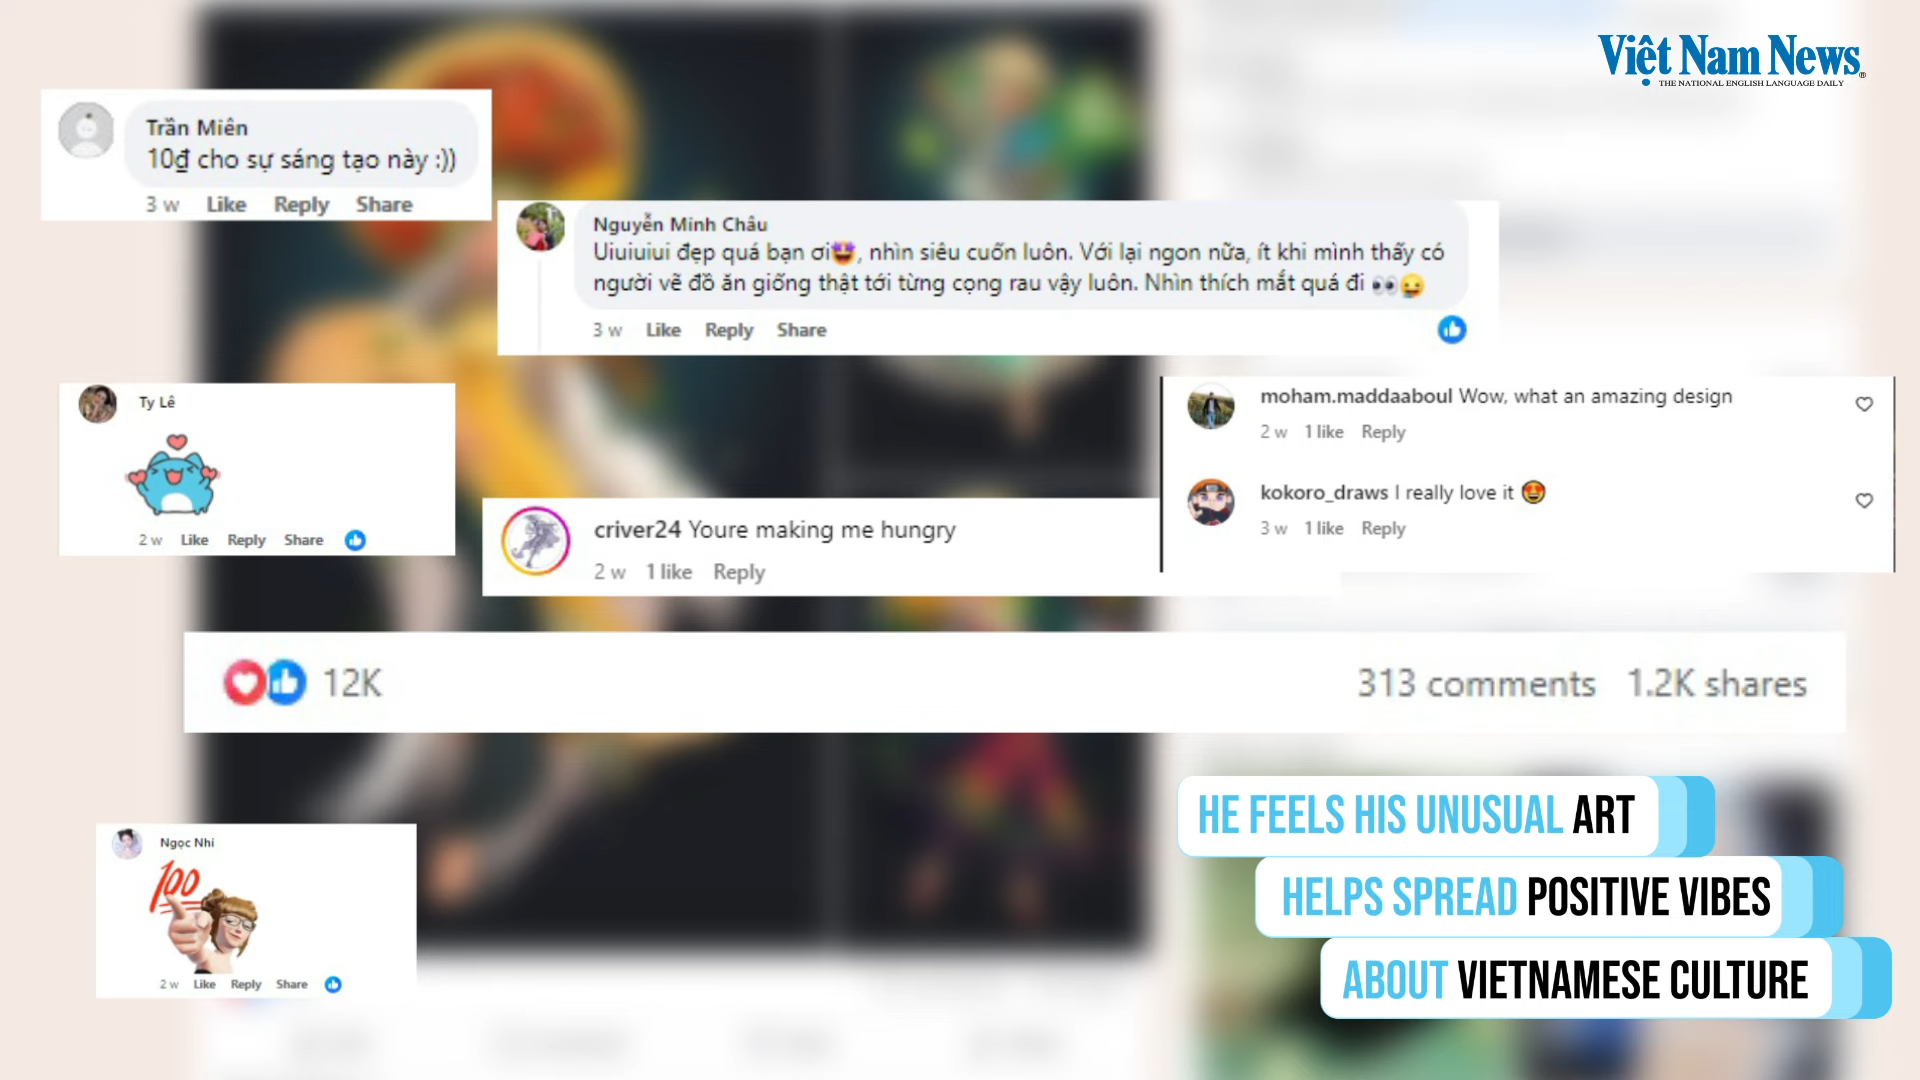 Việt Nam News
THE NATIONAL ENGLISH LANGUAGE DAILY
Trần Miên
10₫ cho sự sáng tạo này :))
3 w Like Reply Share
Nguyễn Minh Châu
Uiuiuiui đẹp quá bạn ơi🤩, nhìn siêu cuốn luôn. Với lại ngon nữa, ít khi mình thấy có
người vẽ đồ ăn giống thật tới từng cọng rau vậy luôn. Nhìn thích mắt quá đi 👀😜
3 w Like Reply Share
Ty Lê
2 w Like Reply Share
moham.maddaaboul Wow, what an amazing design
2 w 1 like Reply
kokoro_draws I really love it 😍
3 w 1 like Reply
criver24 Youre making me hungry
2 w 1 like Reply
12K 313 comments 1.2K shares
Ngọc Nhi
100
2 w Like Reply Share
HE FEELS HIS UNUSUAL ART
HELPS SPREAD POSITIVE VIBES
ABOUT VIETNAMESE CULTURE